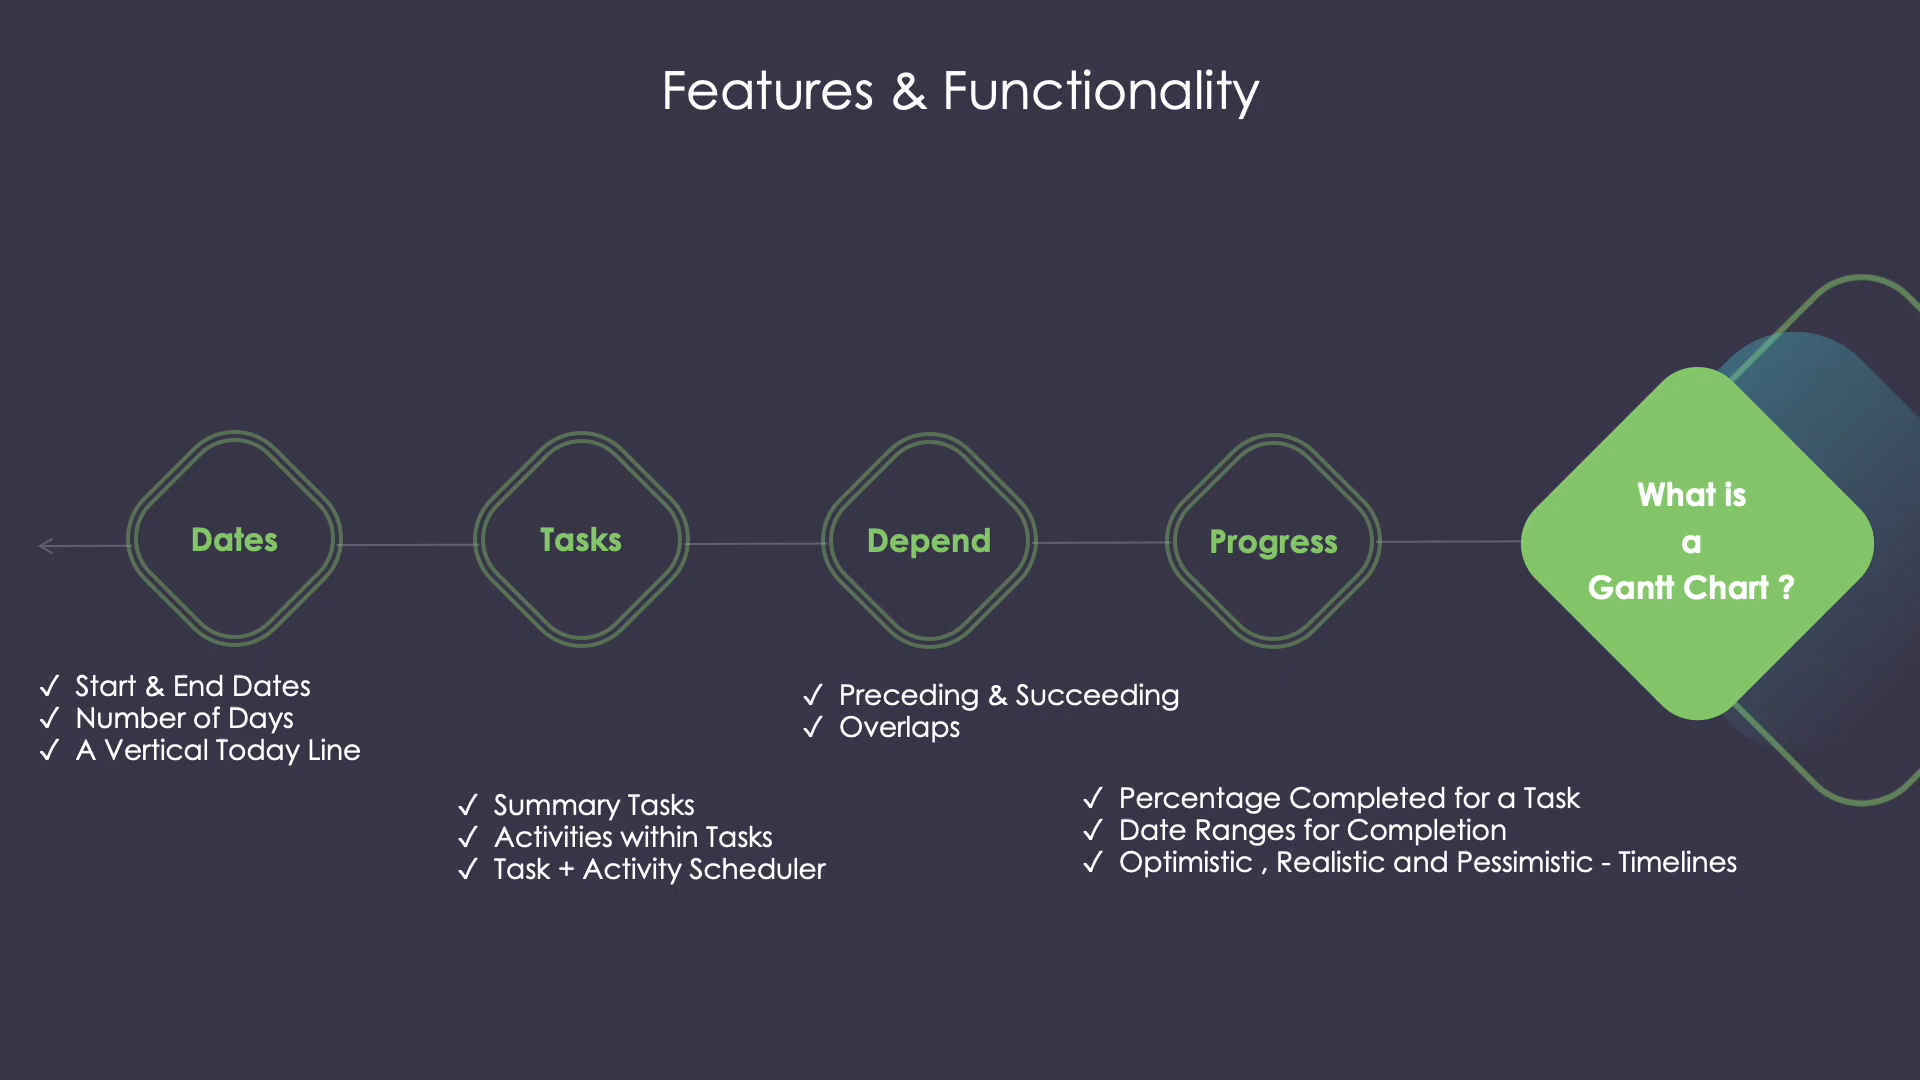 Features & Functionality
Dates
Tasks
Depend
Progress
What is
a
Gantt Chart ?
✓ Start & End Dates
✓ Number of Days
✓ A Vertical Today Line
✓ Summary Tasks
✓ Activities within Tasks
✓ Task + Activity Scheduler
✓ Preceding & Succeeding
✓ Overlaps
✓ Percentage Completed for a Task
✓ Date Ranges for Completion
✓ Optimistic , Realistic and Pessimistic - Timelines